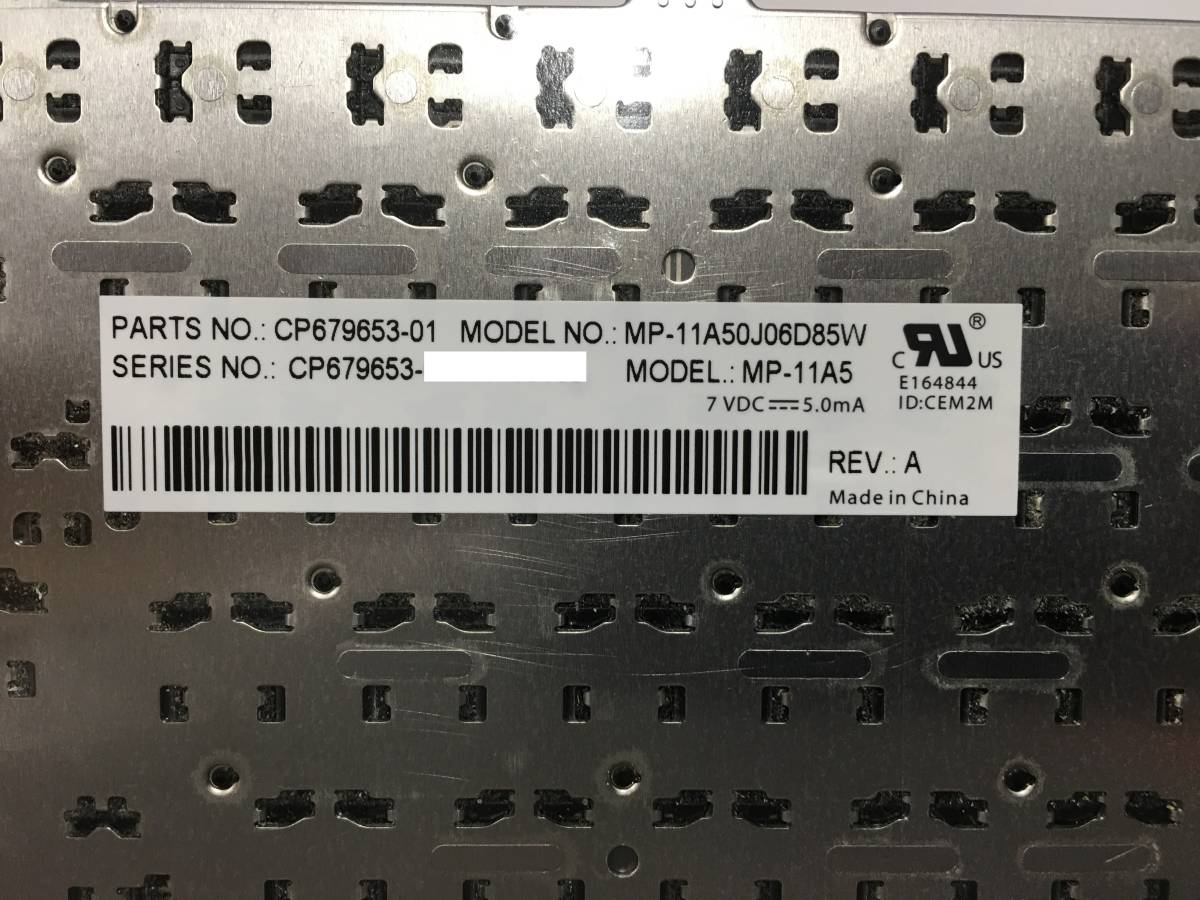 PARTS NO.: CP679653-01 MODEL NO.: MP-11A50J06D85W
SERIES NO.: CP679653- MODEL.: MP-11A5
7 VDC⎓5.0mA
c RU US ®
E164844
ID:CEM2M
REV.: A
Made in China